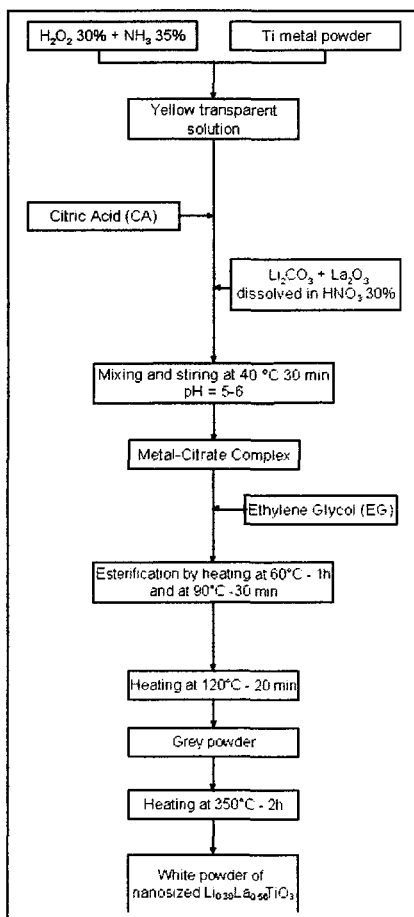 H₂O₂ 30% + NH₃ 35%
Ti metal powder
Yellow transparent
solution
Citric Acid (CA)
Li₂CO₃ + La₂O₃
dissolved in HNO₃ 30%
Mixing and stiring at 40 °C 30 min
pH = 5-6
Metal-Citrate Complex
Ethylene Glycol (EG)
Esterification by heating at 60°C - 1h
and at 90°C -30 min
Heating at 120°C - 20 min
Grey powder
Heating at 350°C - 2h
White powder of
nanosized Li₀.₃₀La₀.₅₆TiO₃